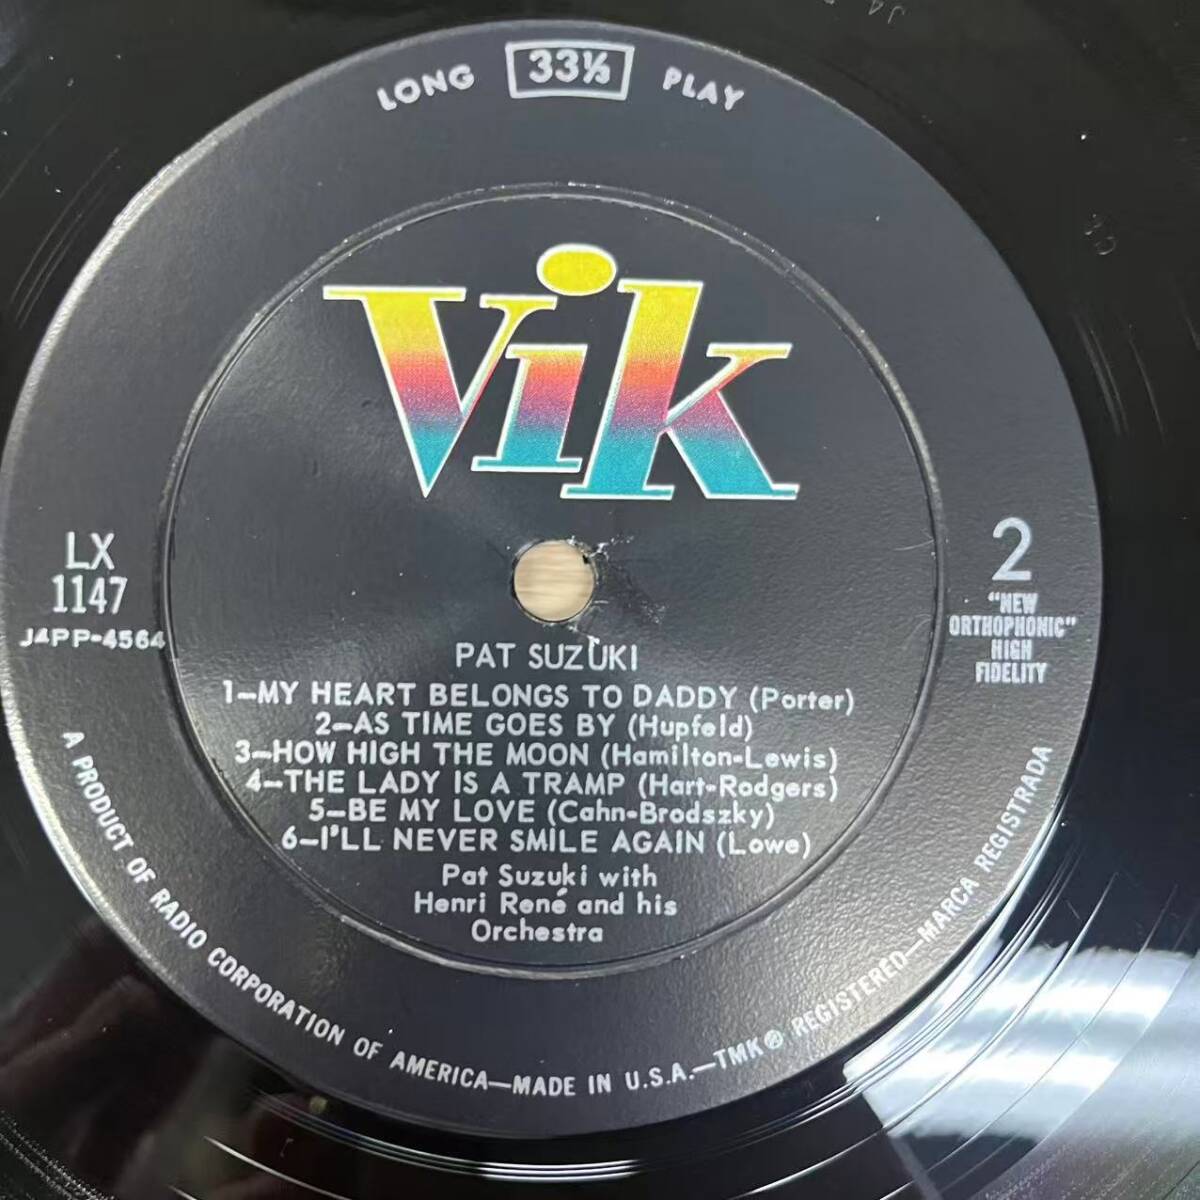 LONG 33⅓ PLAY
Vik
LX
1147
J4PP-4564
2
"NEW
ORTHOPHONIC"
HIGH
FIDELITY
PAT SUZUKI
1-MY HEART BELONGS TO DADDY (Porter)
2-AS TIME GOES BY (Hupfeld)
3-HOW HIGH THE MOON (Hamilton-Lewis)
4-THE LADY IS A TRAMP (Hart-Rodgers)
5-BE MY LOVE (Cahn-Brodszky)
6-I'LL NEVER SMILE AGAIN (Lowe)
Pat Suzuki with
Henri René and his
Orchestra
A PRODUCT OF RADIO CORPORATION OF AMERICA—MADE IN U.S.A.—TMK® REGISTERED—MARCA REGISTRADA